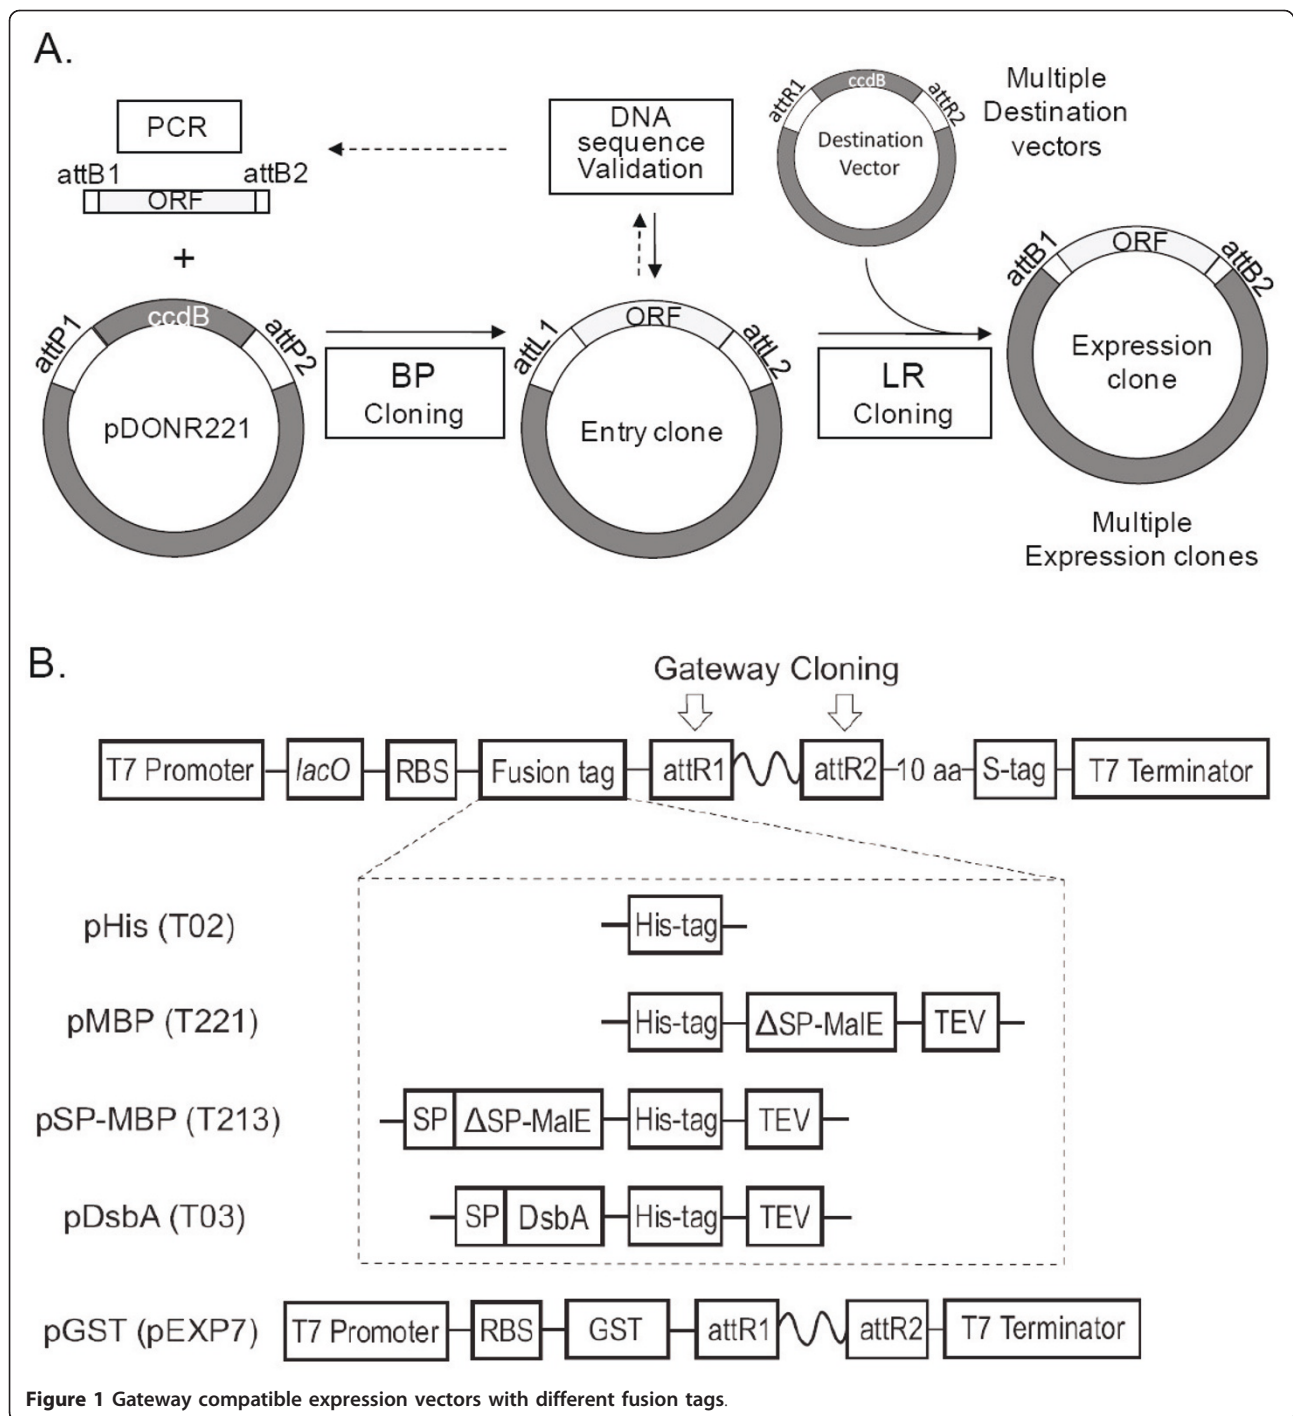 A.
PCR
attB1
attB2
ORF
+
attP1
ccdB
attP2
pDONR221
BP
Cloning
DNA
sequence
Validation
attL1
ORF
attL2
Entry clone
LR
Cloning
attR1
ccdB
attR2
Destination
Vector
Multiple
Destination
vectors
attB1
ORF
attB2
Expression
clone
Multiple
Expression clones
B.
Gateway Cloning
T7 Promoter lacO RBS Fusion tag attR1 attR2 10 aa S-tag T7 Terminator
pHis (T02) His-tag
pMBP (T221) His-tag ΔSP-MalE TEV
pSP-MBP (T213) SP ΔSP-MalE His-tag TEV
pDsbA (T03) SP DsbA His-tag TEV
pGST (pEXP7) T7 Promoter RBS GST attR1 attR2 T7 Terminator
Figure 1 Gateway compatible expression vectors with different fusion tags.